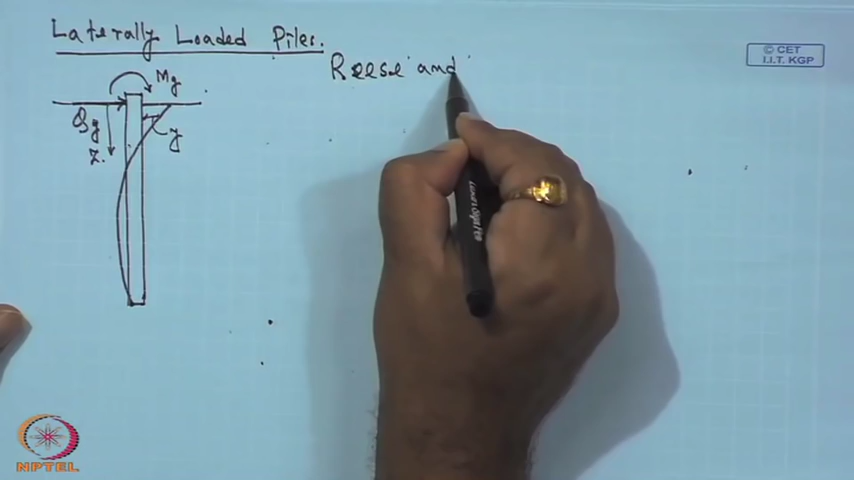 Laterally Loaded Piles.
Reese and
© CET
I.I.T. KGP
Mg
Qg
y
z.
NPTEL